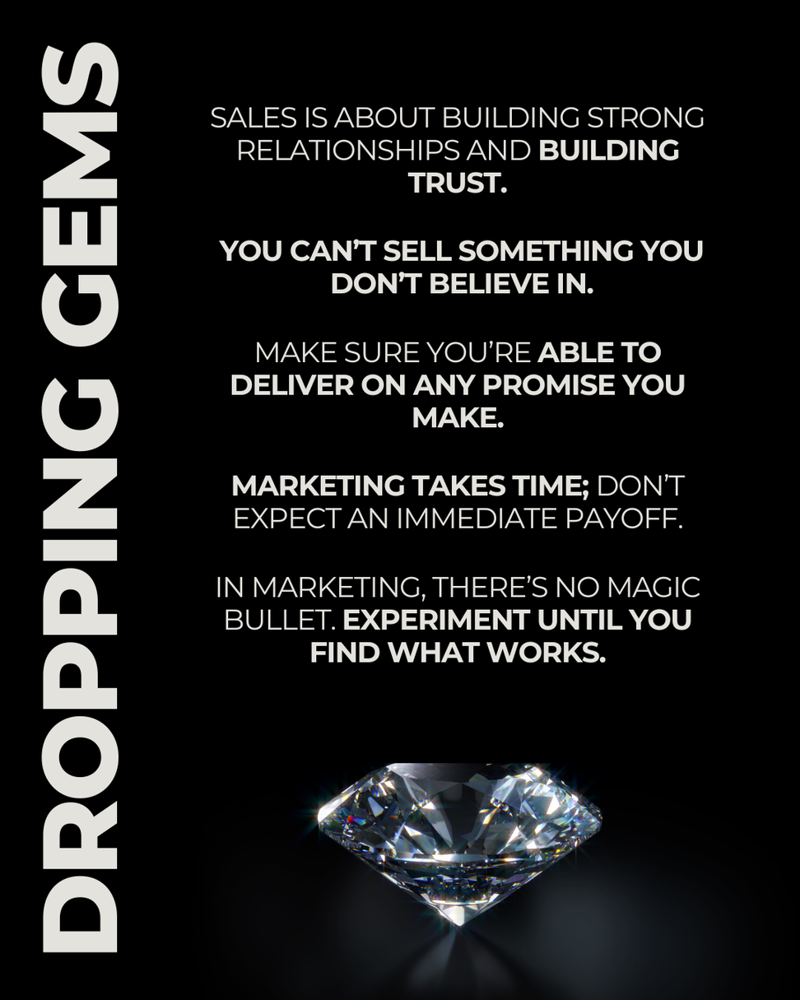 DROPPING GEMS
SALES IS ABOUT BUILDING STRONG
RELATIONSHIPS AND BUILDING
TRUST.
YOU CAN’T SELL SOMETHING YOU
DON’T BELIEVE IN.
MAKE SURE YOU’RE ABLE TO
DELIVER ON ANY PROMISE YOU
MAKE.
MARKETING TAKES TIME; DON’T
EXPECT AN IMMEDIATE PAYOFF.
IN MARKETING, THERE’S NO MAGIC
BULLET. EXPERIMENT UNTIL YOU
FIND WHAT WORKS.